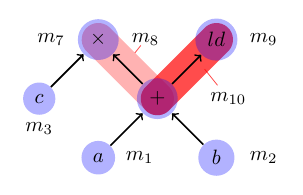 m₇ × m₈ ld m₉
c + m₁₀
m₃
a m₁ b m₂